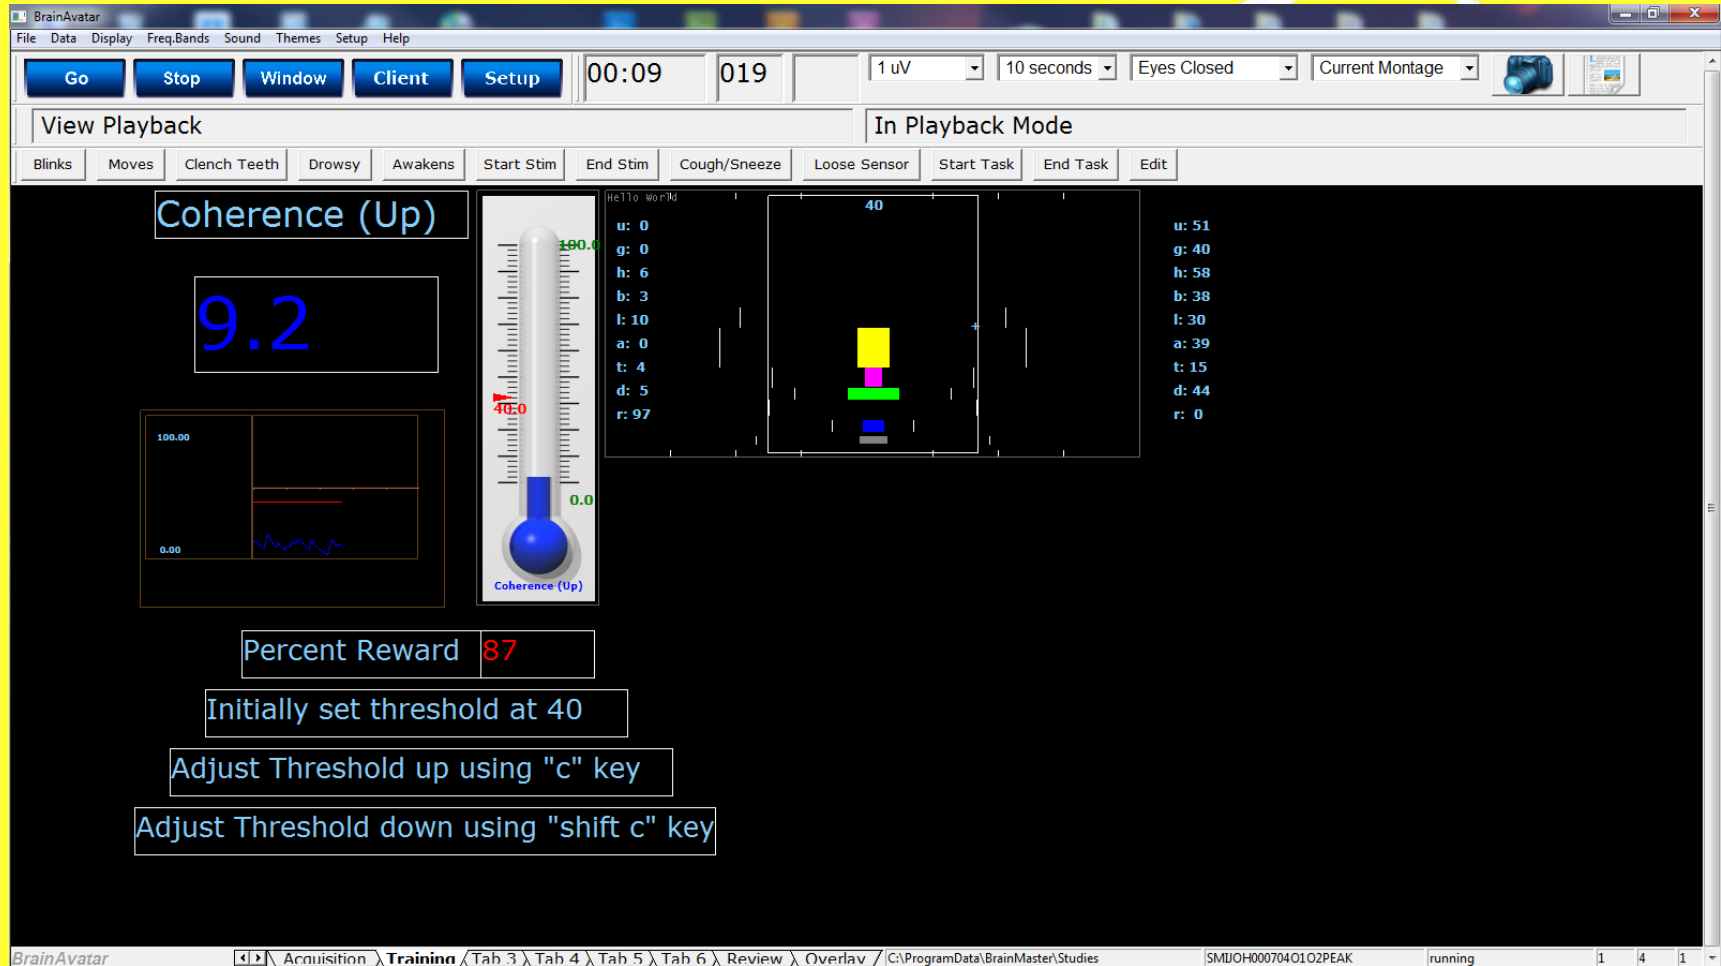 BrainAvatar
File Data Display Freq.Bands Sound Themes Setup Help
Go Stop Window Client Setup 00:09 019 1 uV 10 seconds Eyes Closed Current Montage
View Playback In Playback Mode
Blinks Moves Clench Teeth Drowsy Awakens Start Stim End Stim Cough/Sneeze Loose Sensor Start Task End Task Edit
Coherence (Up)
9.2
100.00
0.00
100.0
40.0
0.0
Coherence (Up)
Hello World
40
u: 0
g: 0
h: 6
b: 3
l: 10
a: 0
t: 4
d: 5
r: 97
u: 51
g: 40
h: 58
b: 38
l: 30
a: 39
t: 15
d: 44
r: 0
Percent Reward 87
Initially set threshold at 40
Adjust Threshold up using "c" key
Adjust Threshold down using "shift c" key
BrainAvatar Acquisition Training Tab 3 Tab 4 Tab 5 Tab 6 Review Overlay C:\ProgramData\BrainMaster\Studies SMIJOH000704O1O2PEAK running 1 4 1